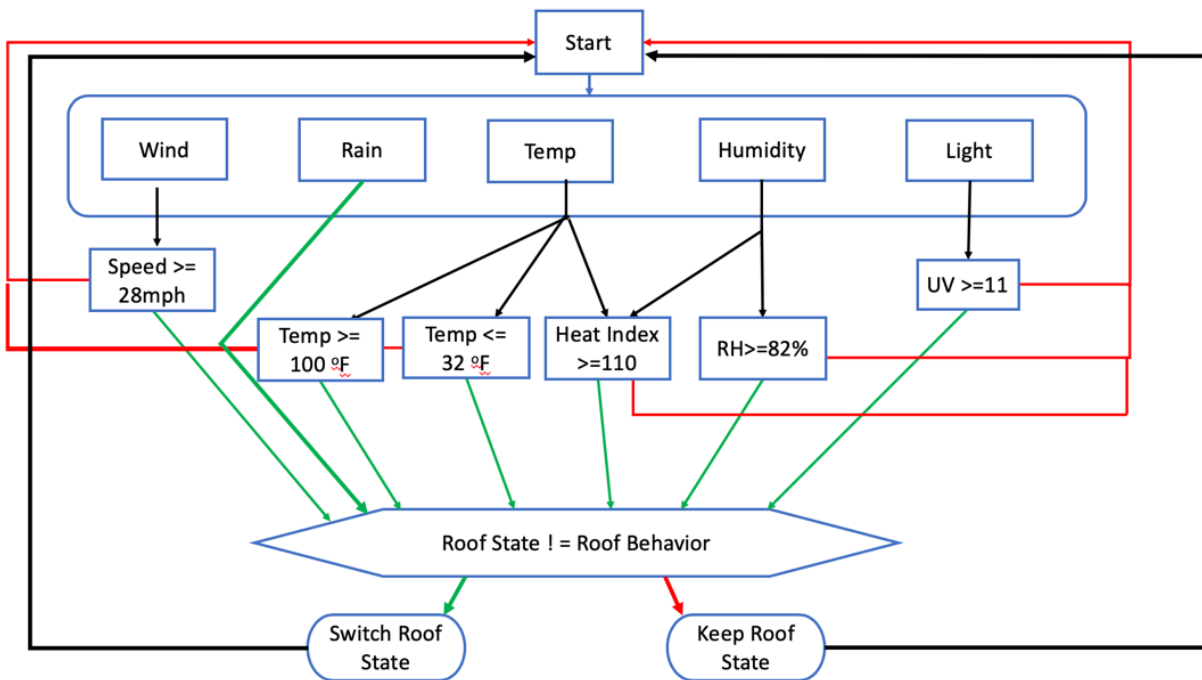 Start
Wind
Rain
Temp
Humidity
Light
Speed >=
28mph
UV >=11
Temp >=
100 ºF
Temp <=
32 ºF
Heat Index
>=110
RH>=82%
Roof State ! = Roof Behavior
Switch Roof
State
Keep Roof
State